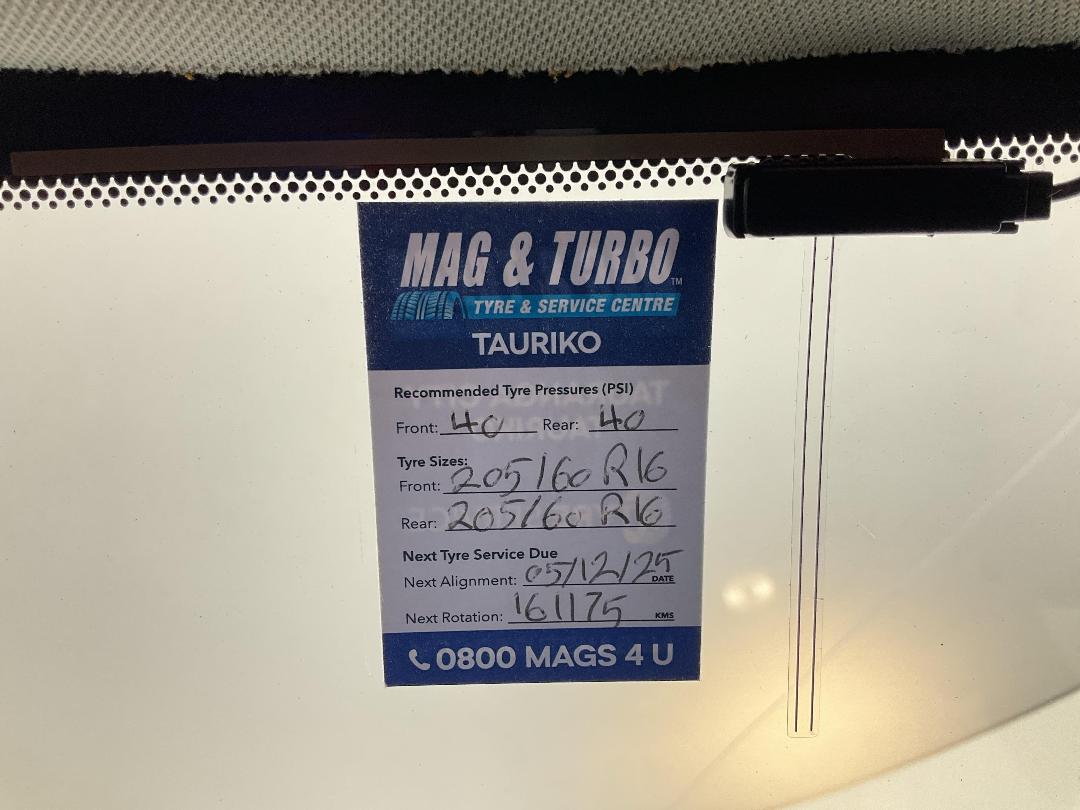 MAG & TURBO TM
TYRE & SERVICE CENTRE
TAURIKO
Recommended Tyre Pressures (PSI)
Front: 40 Rear: 40
Tyre Sizes:
Front: 205/60 R16
Rear: 205/60 R16
Next Tyre Service Due
Next Alignment: 05/12/25 DATE
Next Rotation: 161175 KMS
0800 MAGS 4 U